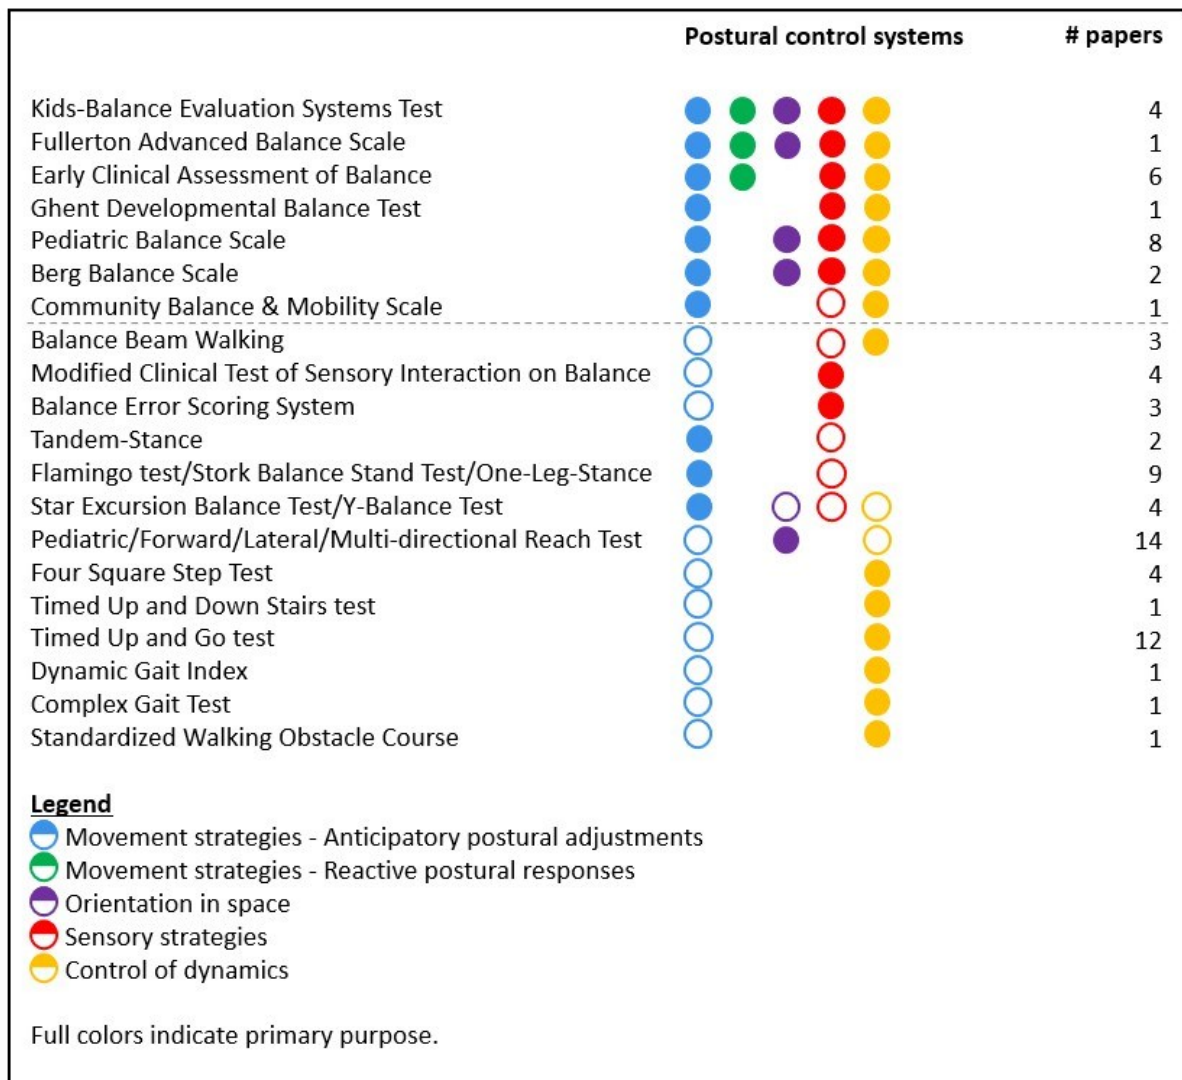 Postural control systems # papers
Kids-Balance Evaluation Systems Test 4
Fullerton Advanced Balance Scale 1
Early Clinical Assessment of Balance 6
Ghent Developmental Balance Test 1
Pediatric Balance Scale 8
Berg Balance Scale 2
Community Balance & Mobility Scale 1
Balance Beam Walking 3
Modified Clinical Test of Sensory Interaction on Balance 4
Balance Error Scoring System 3
Tandem-Stance 2
Flamingo test/Stork Balance Stand Test/One-Leg-Stance 9
Star Excursion Balance Test/Y-Balance Test 4
Pediatric/Forward/Lateral/Multi-directional Reach Test 14
Four Square Step Test 4
Timed Up and Down Stairs test 1
Timed Up and Go test 12
Dynamic Gait Index 1
Complex Gait Test 1
Standardized Walking Obstacle Course 1
Legend
Movement strategies - Anticipatory postural adjustments
Movement strategies - Reactive postural responses
Orientation in space
Sensory strategies
Control of dynamics
Full colors indicate primary purpose.